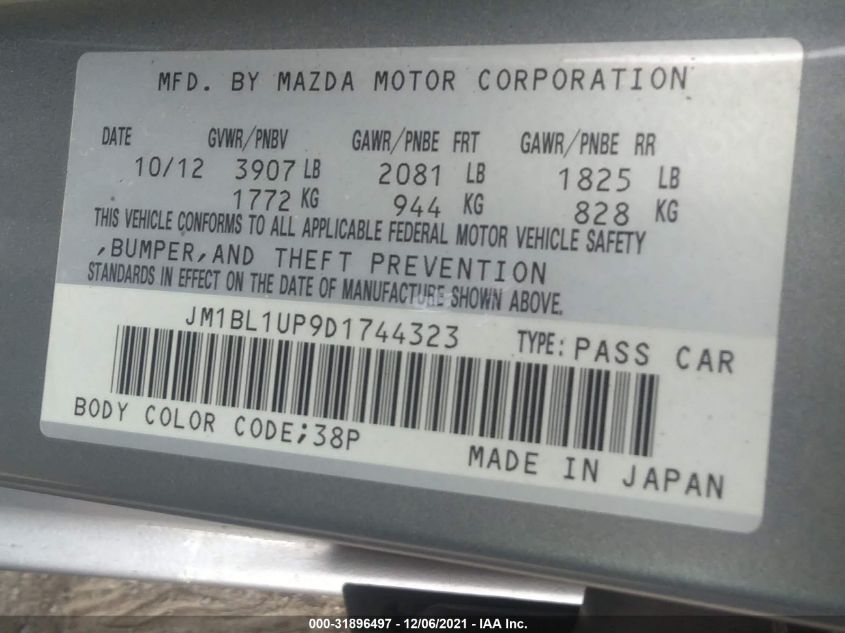 MFD. BY MAZDA MOTOR CORPORATION
DATE GVWR/PNBV GAWR/PNBE FRT GAWR/PNBE RR
10/12 3907 LB 2081 LB 1825 LB
1772 KG 944 KG 828 KG
THIS VEHICLE CONFORMS TO ALL APPLICABLE FEDERAL MOTOR VEHICLE SAFETY
,BUMPER,AND THEFT PREVENTION
STANDARDS IN EFFECT ON THE DATE OF MANUFACTURE SHOWN ABOVE.
JM1BL1UP9D1744323 TYPE: PASS CAR
BODY COLOR CODE;38P
MADE IN JAPAN
000-31896497 - 12/06/2021 - IAA Inc.